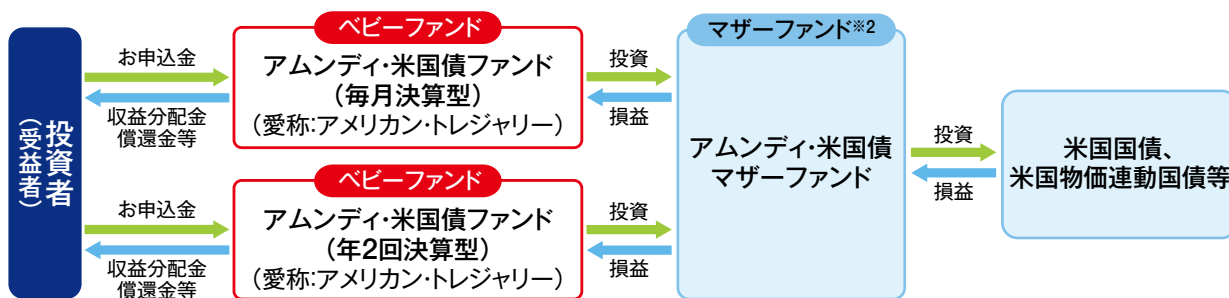 投資者
（受益者）
お申込金
収益分配金
償還金等
ベビーファンド
アムンディ・米国債ファンド
（毎月決算型）
（愛称：アメリカン・トレジャリー）
投資
損益
お申込金
収益分配金
償還金等
ベビーファンド
アムンディ・米国債ファンド
（年2回決算型）
（愛称：アメリカン・トレジャリー）
投資
損益
マザーファンド※2
アムンディ・米国債
マザーファンド
投資
損益
米国国債、
米国物価連動国債等